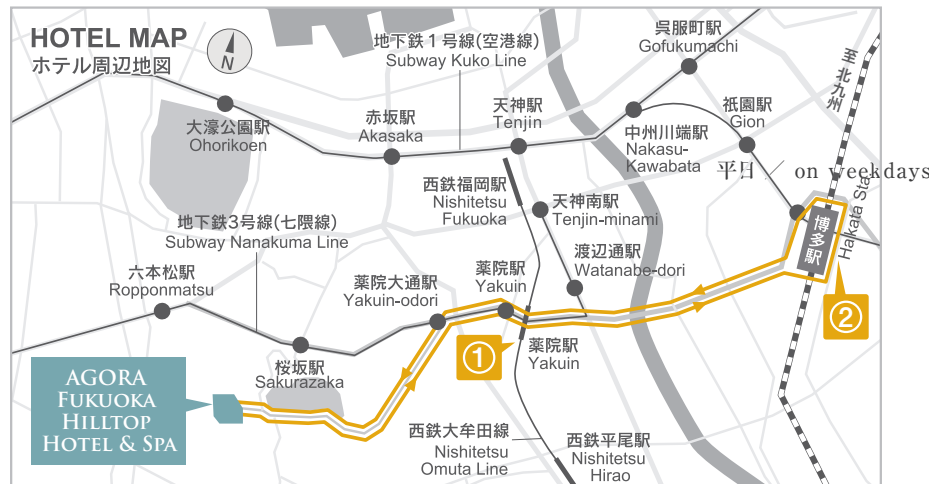 HOTEL MAP
ホテル周辺地図
N
地下鉄1号線(空港線)
Subway Kuko Line
呉服町駅
Gofukumachi
至 北九州
大濠公園駅
Ohorikoen
赤坂駅
Akasaka
天神駅
Tenjin
中州川端駅
Nakasu-
Kawabata
祇園駅
Gion
平日 / on weekdays
西鉄福岡駅
Nishitetsu
Fukuoka
天神南駅
Tenjin-minami
博多駅
Hakata Sta
地下鉄3号線(七隈線)
Subway Nanakuma Line
渡辺通駅
Watanabe-dori
六本松駅
Ropponmatsu
薬院大通駅
Yakuin-odori
薬院駅
Yakuin
②
①
薬院駅
Yakuin
桜坂駅
Sakurazaka
AGORA
FUKUOKA
HILLTOP
HOTEL & SPA
西鉄大牟田線
Nishitetsu
Omuta Line
西鉄平尾駅
Nishitetsu
Hirao